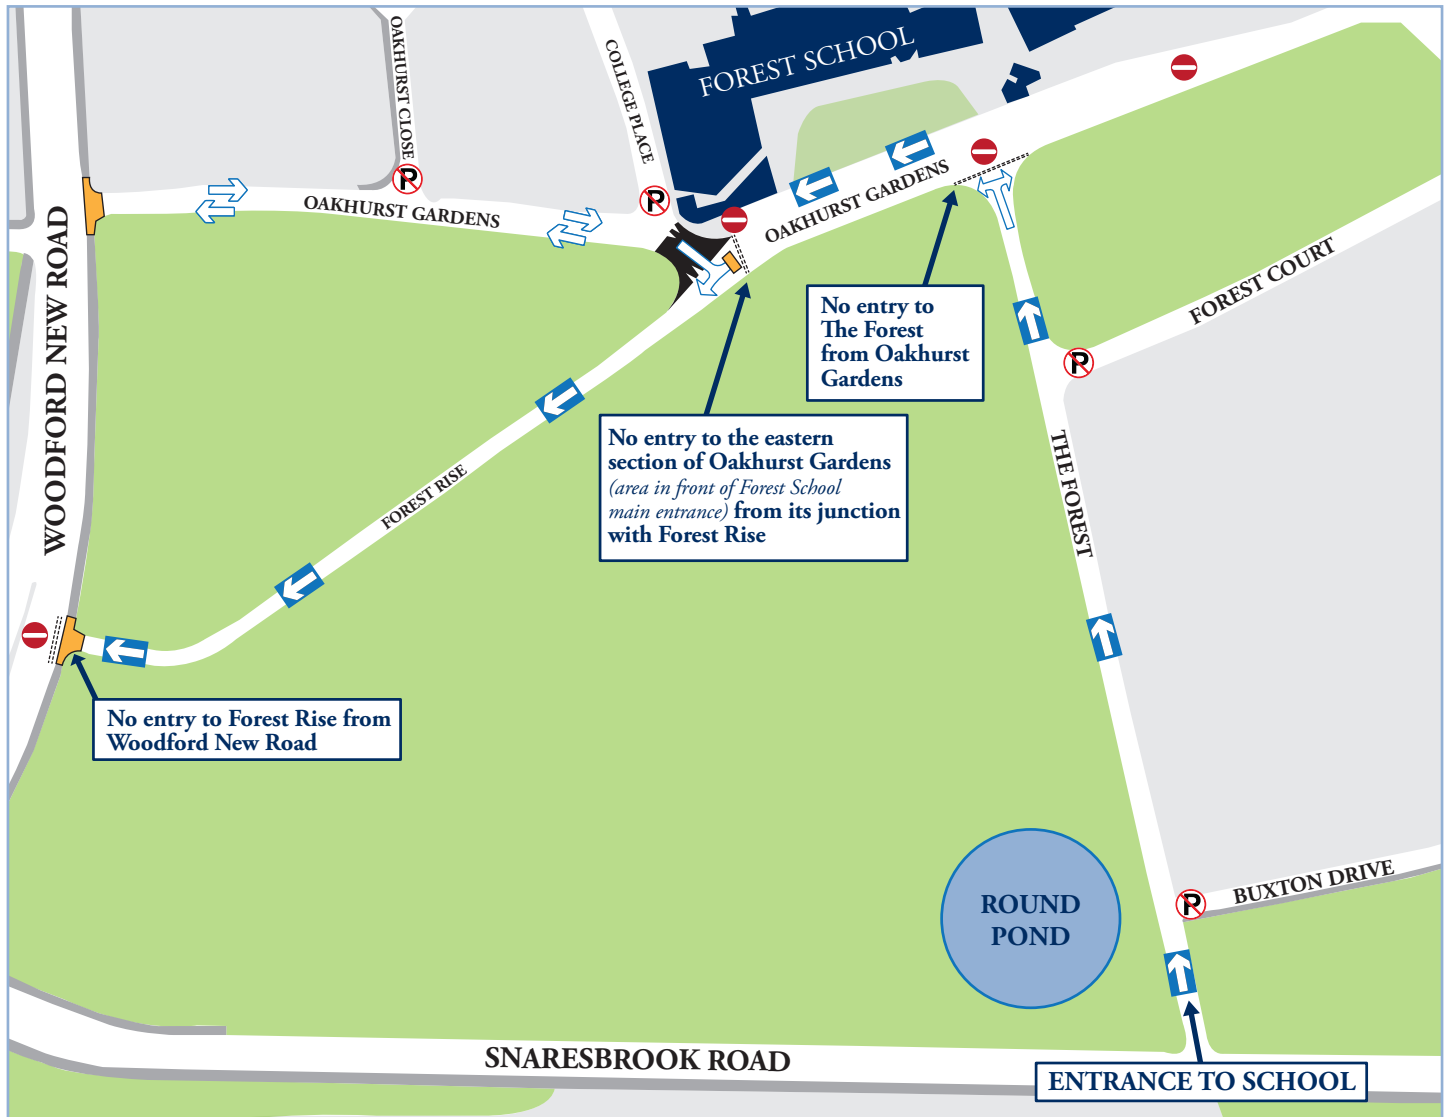 OAKHURST CLOSE
COLLEGE PLACE
FOREST SCHOOL
P
P
OAKHURST GARDENS
OAKHURST GARDENS
WOODFORD NEW ROAD
FOREST COURT
No entry to
The Forest
from Oakhurst
Gardens
P
No entry to the eastern
section of Oakhurst Gardens
(area in front of Forest School
main entrance) from its junction
with Forest Rise
FOREST RISE
THE FOREST
No entry to Forest Rise from
Woodford New Road
ROUND
POND
P
BUXTON DRIVE
SNARESBROOK ROAD
ENTRANCE TO SCHOOL